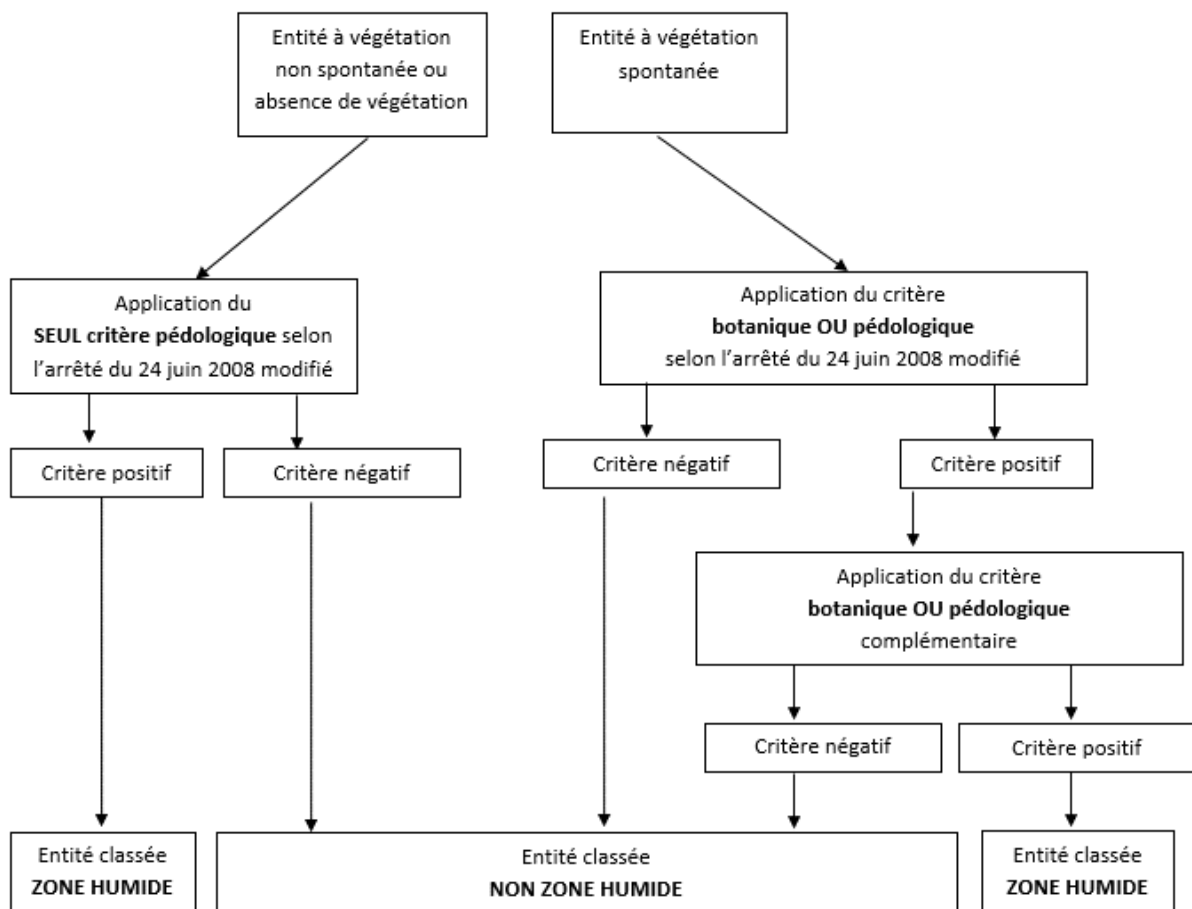 Entité à végétation
non spontanée ou
absence de végétation
Entité à végétation
spontanée
Application du
SEUL critère pédologique selon
l'arrêté du 24 juin 2008 modifié
Application du critère
botanique OU pédologique
selon l'arrêté du 24 juin 2008 modifié
Critère positif
Critère négatif
Critère négatif
Critère positif
Application du critère
botanique OU pédologique
complémentaire
Critère négatif
Critère positif
Entité classée
ZONE HUMIDE
Entité classée
NON ZONE HUMIDE
Entité classée
ZONE HUMIDE